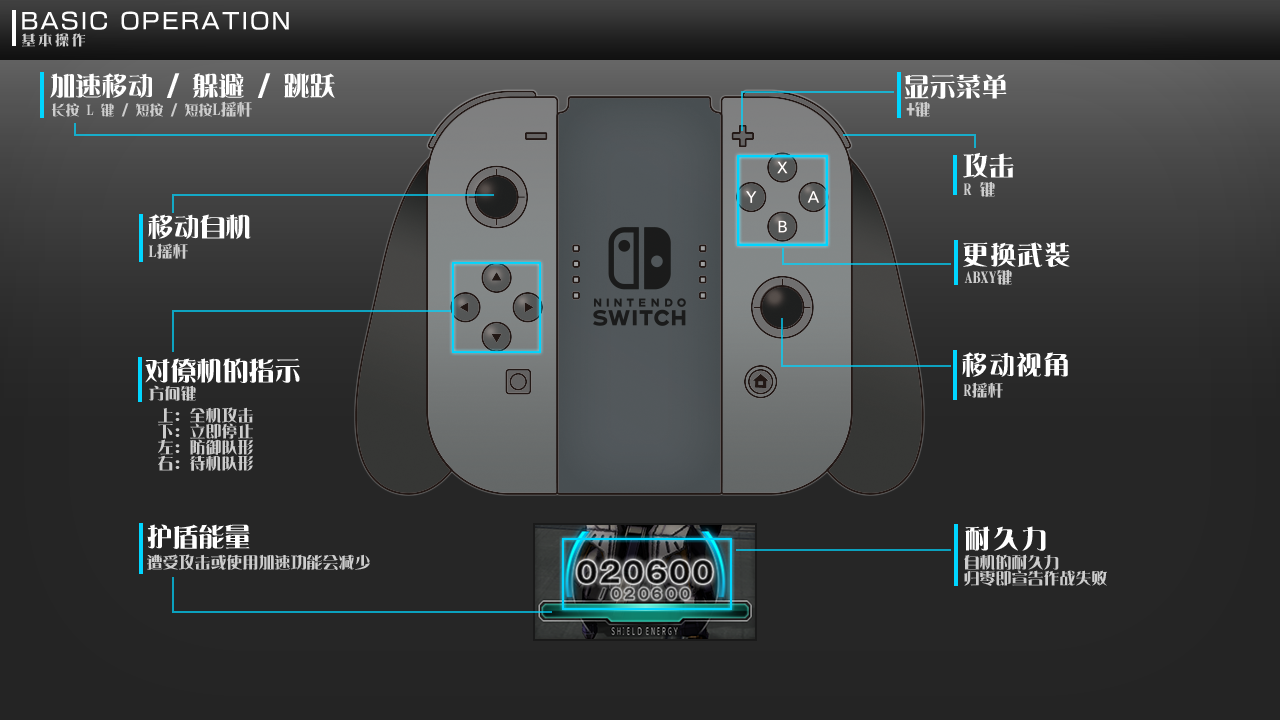 BASIC OPERATION
基本操作
加速移动 / 躲避 / 跳跃
长按 L 键 / 短按 / 短按L摇杆
显示菜单
+键
攻击
R 键
移动自机
L摇杆
X
Y
A
B
更换武装
ABXY键
NINTENDO
SWITCH
对僚机的指示
方向键
上：全机攻击
下：立即停止
左：防御队形
右：待机队形
移动视角
R摇杆
护盾能量
遭受攻击或使用加速功能会减少
020600
/020600
SHIELD ENERGY
耐久力
自机的耐久力
归零即宣告作战失败